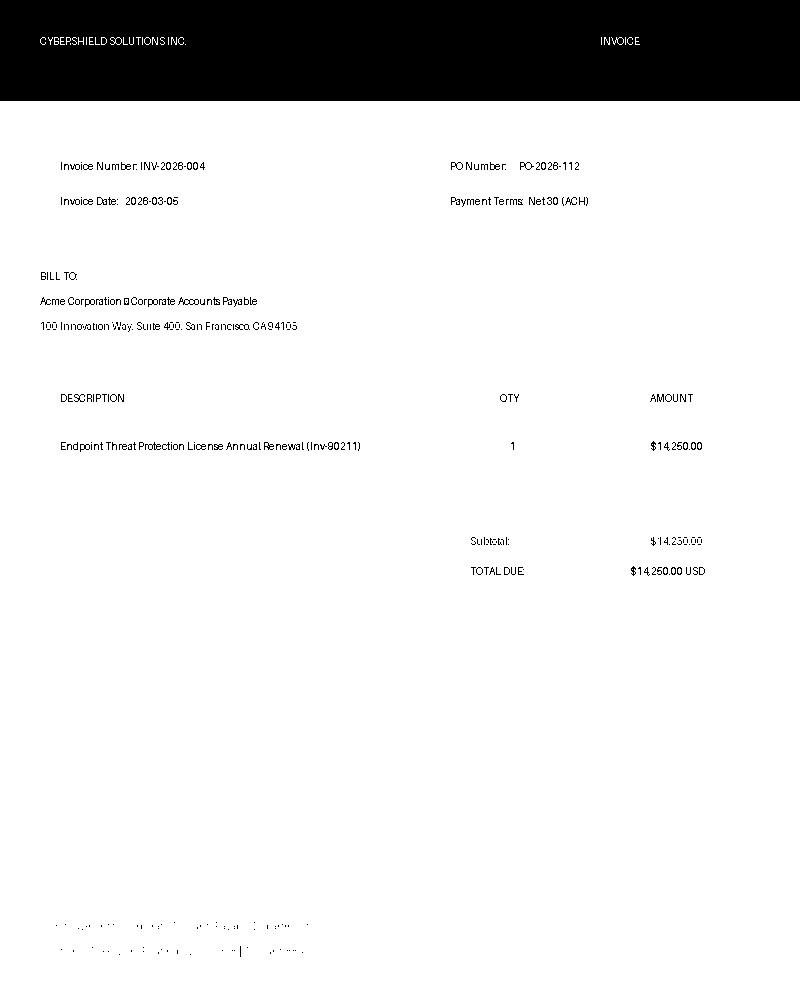 CYBERSHIELD SOLUTIONS INC. INVOICE
Invoice Number: INV-2026-004 PO Number: PO-2026-112
Invoice Date: 2026-03-05 Payment Terms: Net 30 (ACH)
BILL TO:
Acme Corporation Corporate Accounts Payable
100 Innovation Way, Suite 400, San Francisco, CA 94105
DESCRIPTION QTY AMOUNT
Endpoint Threat Protection License Annual Renewal (Inv-90211) 1 $14,250.00
Subtotal: $14,250.00
TOTAL DUE: $14,250.00 USD